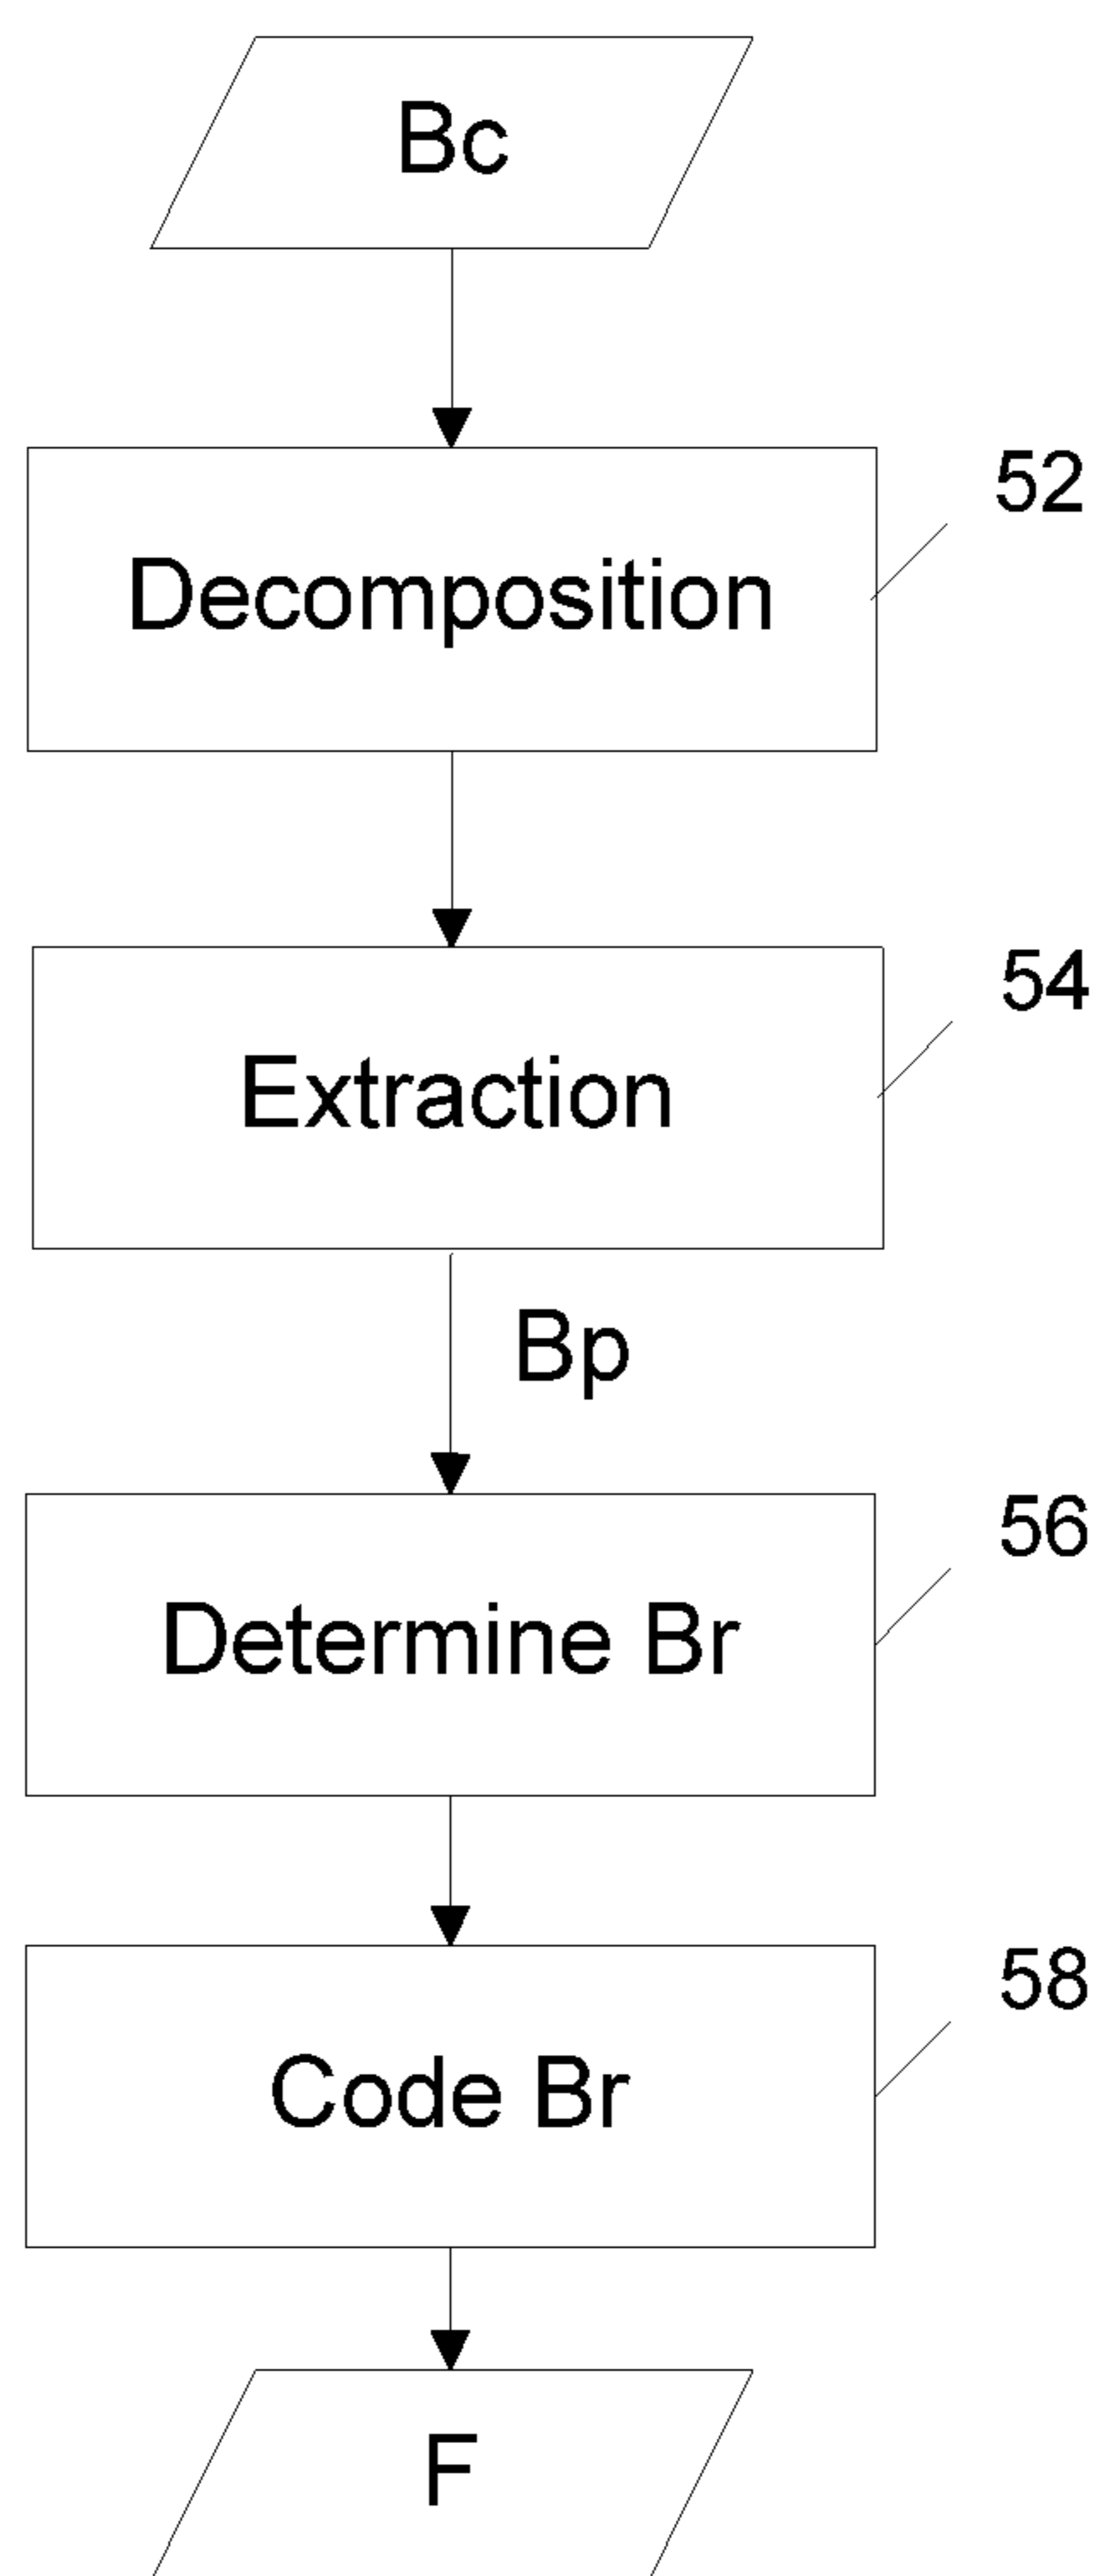 Bc
52
Decomposition
54
Extraction
Bp
56
Determine Br
58
Code Br
F